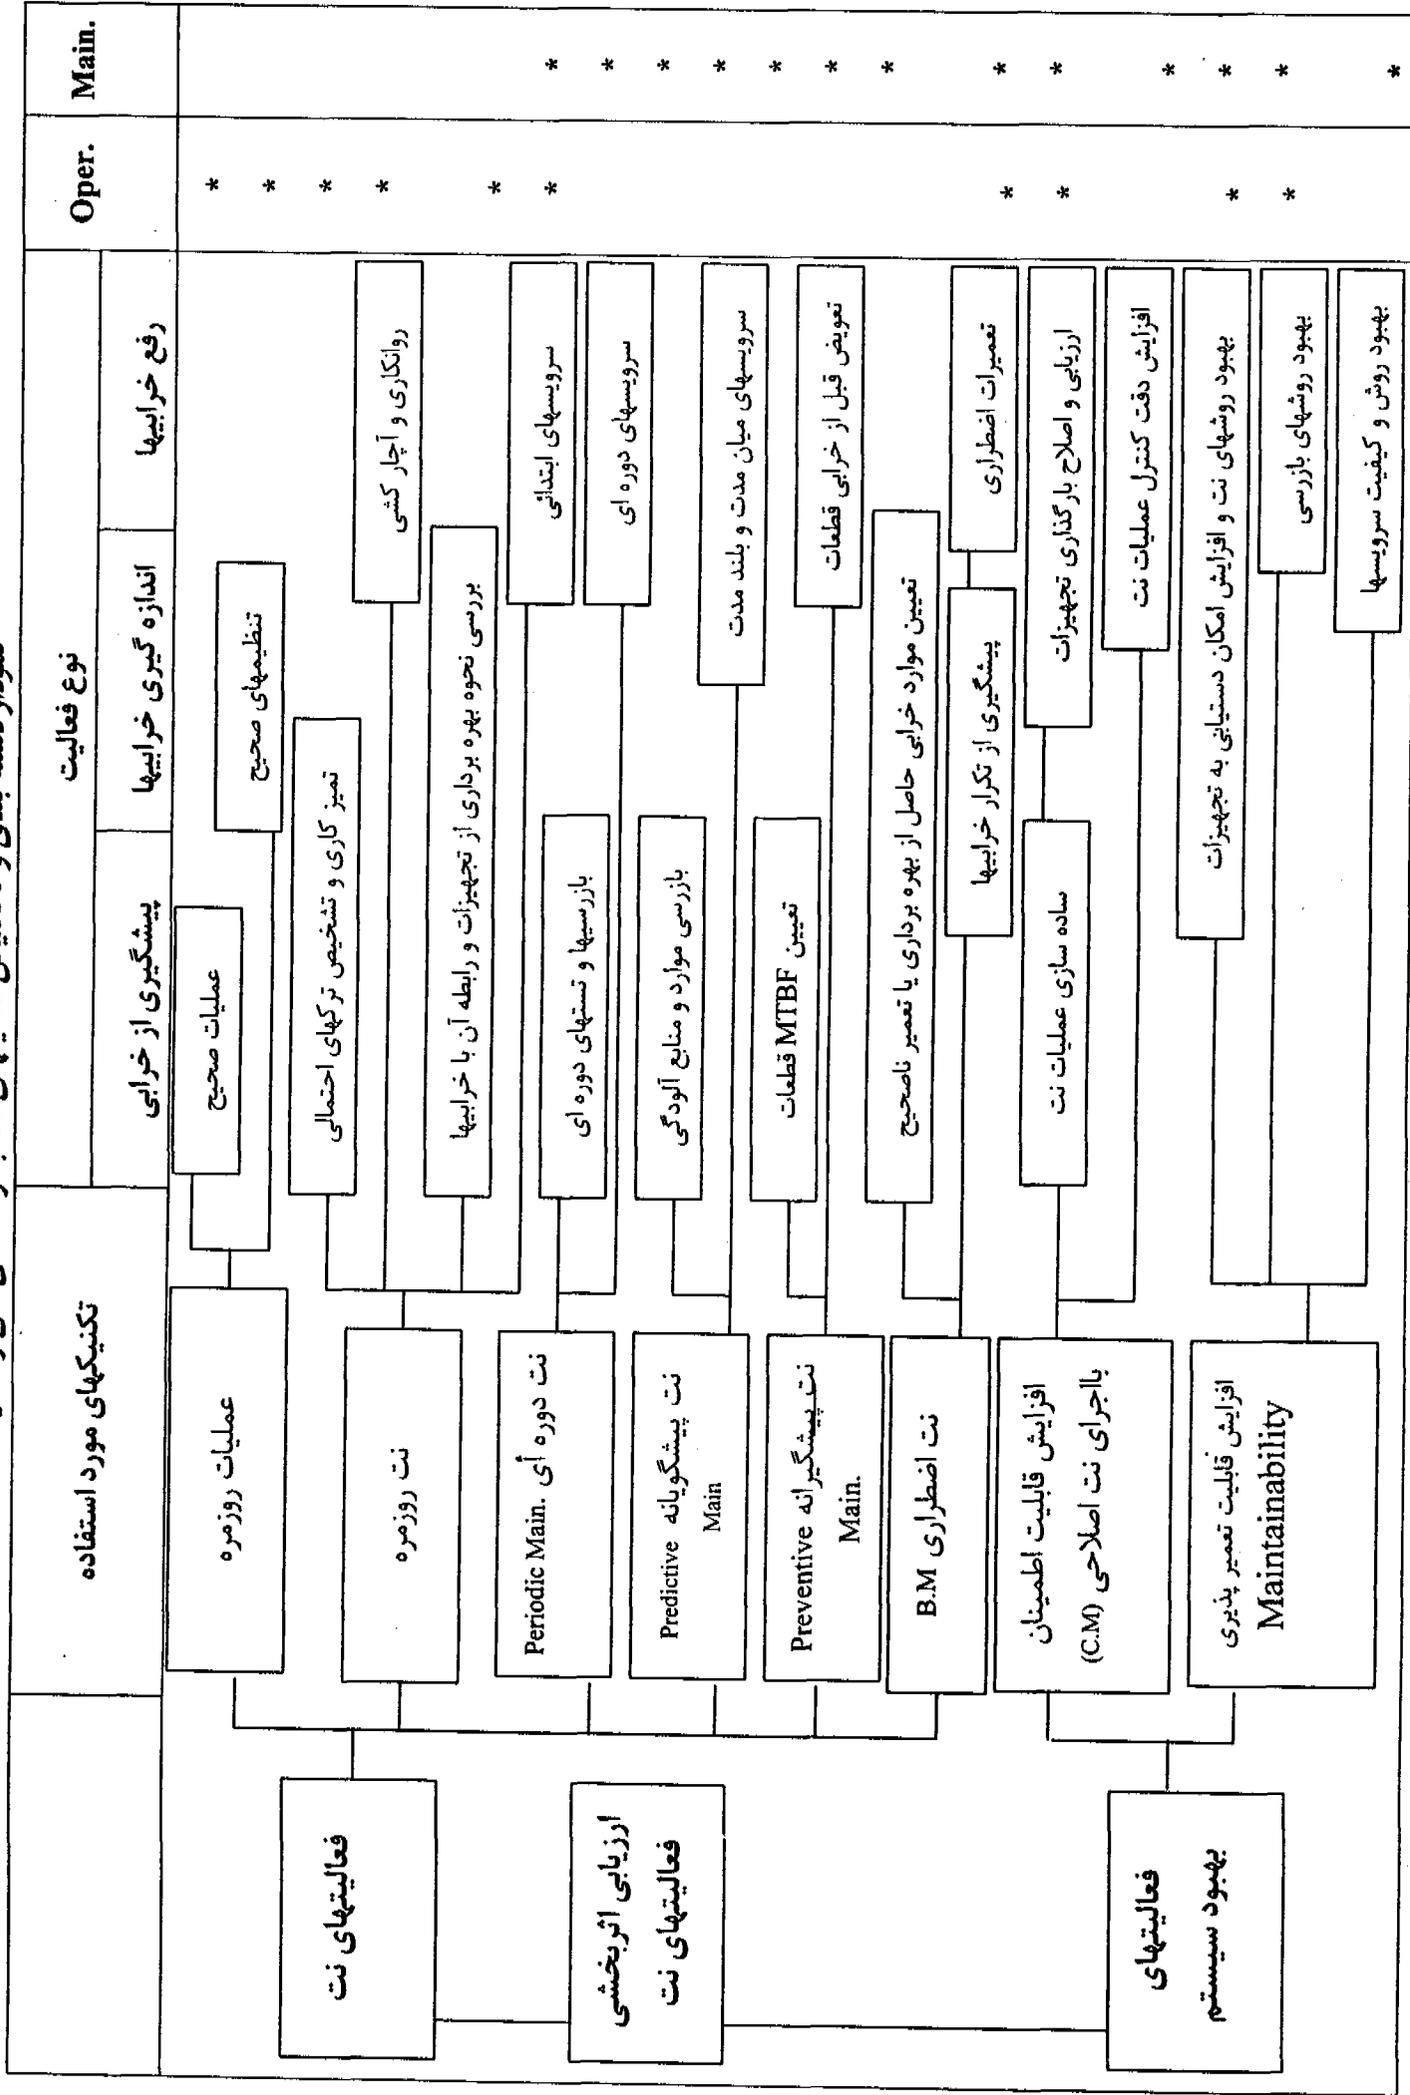 تکنیکهای مورد استفاده
نوع فعالیت
پیشگیری از خرابی
اندازه گیری خرابیها
رفع خرابیها
Oper.
Main.
فعالیتهای نت
ارزیابی اثربخشی
فعالیتهای نت
فعالیتهای
بهبود سیستم
عملیات روزمره
نت روزمره
نت دوره أی Periodic Main.
نت پیشگویانه Predictive
Main
نت پیشگیرانه Preventive
Main.
نت اضطراری B.M
افزایش قابلیت اطمینان
بااجرای نت اصلاحی (C.M)
افزایش قابلیت تعمیر پذیری
Maintainability
عملیات صحیح
تنظیمهای صحیح
تمیز کاری و تشخیص ترکهای احتمالی
روانکاری و آچار کشی
بررسی نحوه بهره برداری از تجهیزات و رابطه آن با خرابیها
سرویسهای ابتدائی
بازرسیها و تستهای دوره ای
سرویسهای دوره ای
بازرسی موارد و منابع آلودگی
سرویسهای میان مدت و بلند مدت
تعیین MTBF قطعات
تعویض قبل از خرابی قطعات
تعیین موارد خرابی حاصل از بهره برداری یا تعمیر ناصحیح
پیشگیری از تکرار خرابیها
تعمیرات اضطراری
ساده سازی عملیات نت
ارزیابی و اصلاح بارگذاری تجهیزات
افزایش دقت کنترل عملیات نت
بهبود روشهای نت و افزایش امکان دستیابی به تجهیزات
بهبود روشهای بازرسی
بهبود روش و کیفیت سرویسها